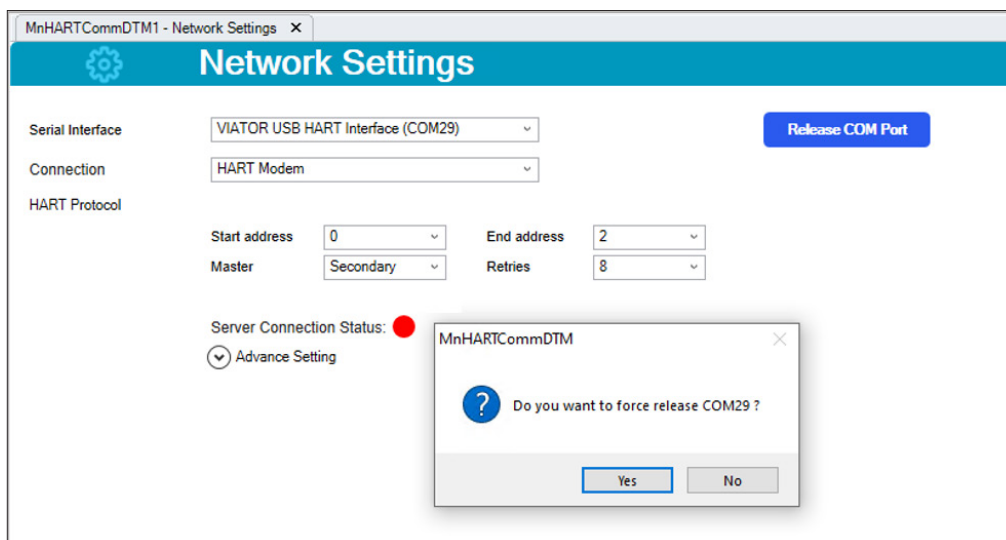 MnHARTCommDTM1 - Network Settings X
Network Settings
Serial Interface VIATOR USB HART Interface (COM29) Release COM Port
Connection HART Modem
HART Protocol
Start address 0 End address 2
Master Secondary Retries 8
Server Connection Status:
Advance Setting
MnHARTCommDTM
Do you want to force release COM29 ?
Yes No